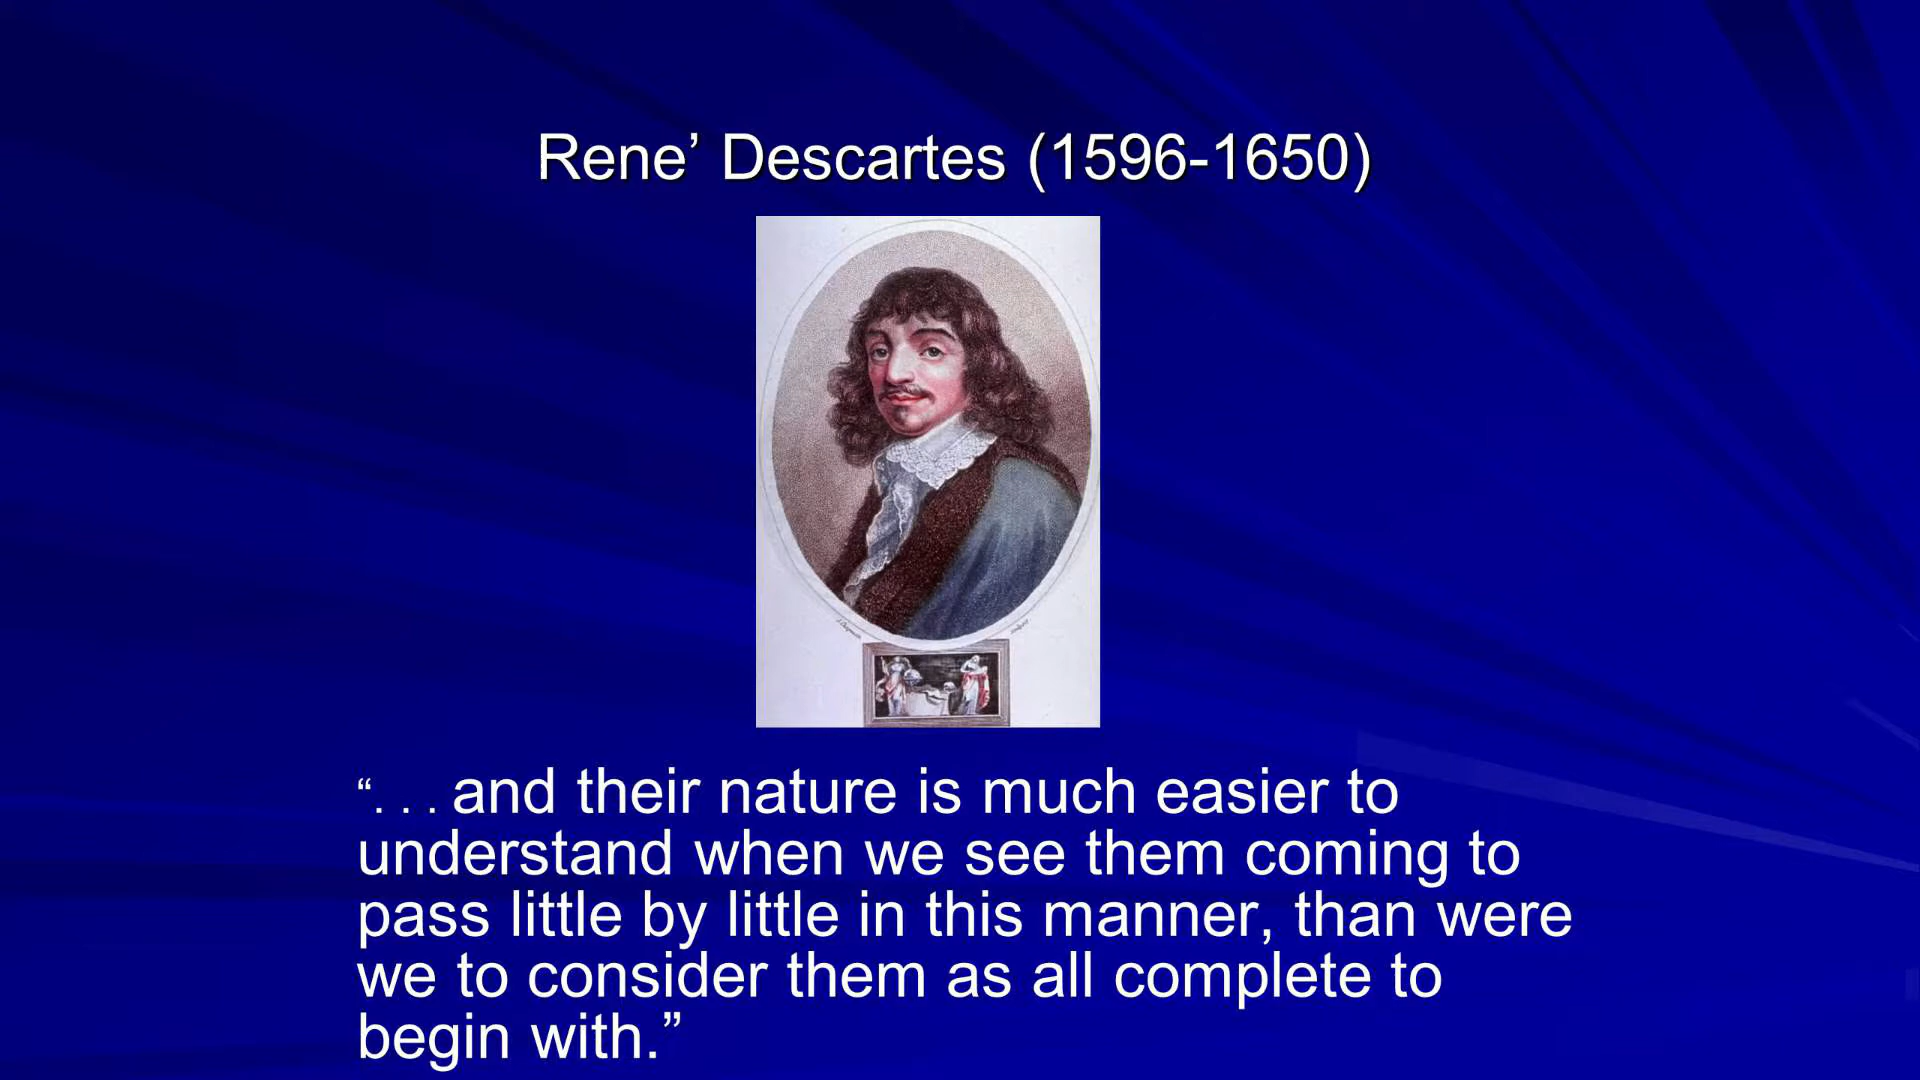 Rene’ Descartes (1596-1650)
“. . . and their nature is much easier to
understand when we see them coming to
pass little by little in this manner, than were
we to consider them as all complete to
begin with.”